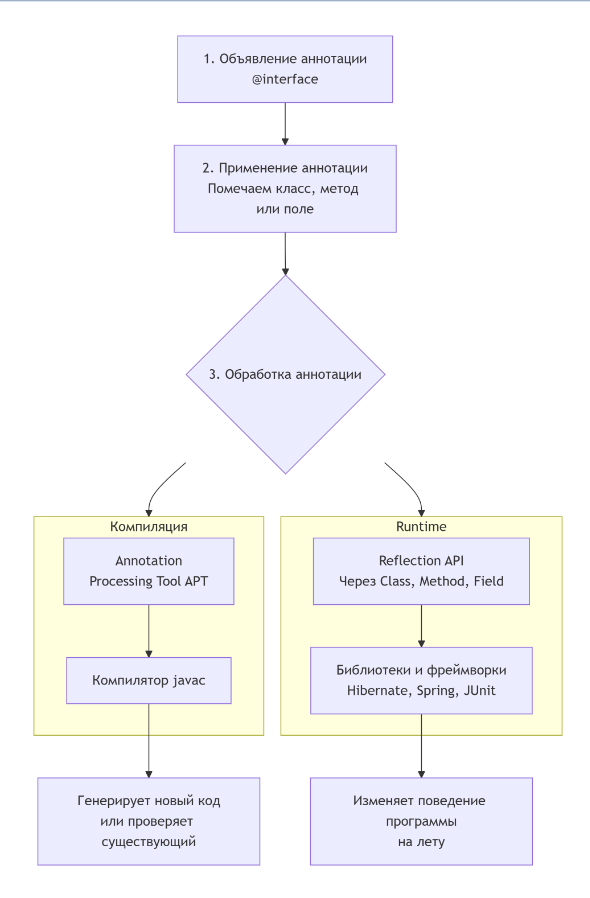 1. Объявление аннотации
@interface
2. Применение аннотации
Помечаем класс, метод
или поле
3. Обработка аннотации
Компиляция
Annotation
Processing Tool APT
Компилятор javac
Генерирует новый код
или проверяет
существующий
Runtime
Reflection API
Через Class, Method, Field
Библиотеки и фреймворки
Hibernate, Spring, JUnit
Изменяет поведение
программы
на лету